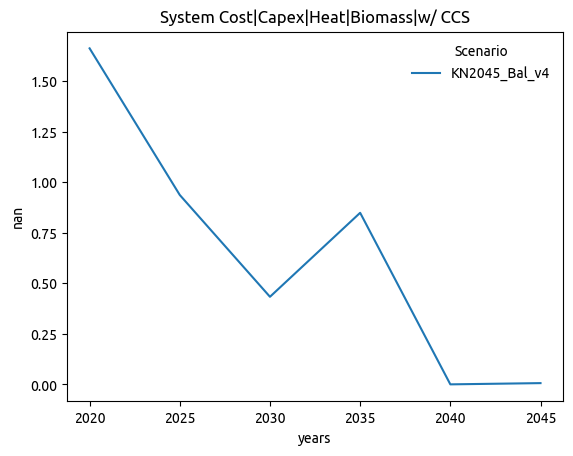 System Cost|Capex|Heat|Biomass|w/ CCS
Scenario
KN2045_Bal_v4
1.50
1.25
1.00
0.75
0.50
0.25
0.00
nan
2020 2025 2030 2035 2040 2045
years